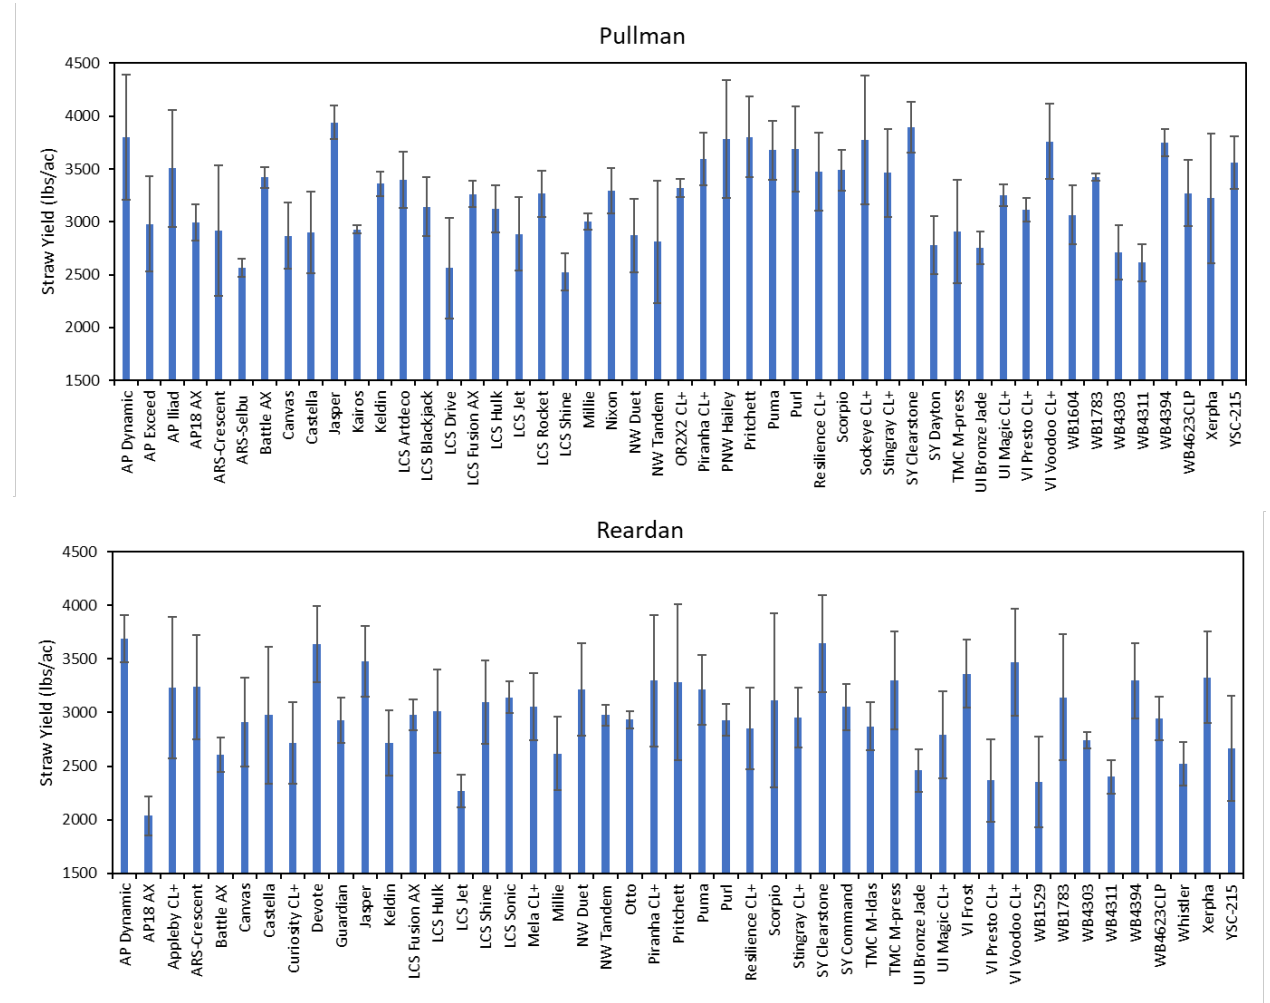 Pullman
Straw Yield (lbs/ac)
4500
4000
3500
3000
2500
2000
1500
AP Dynamic
AP Exceed
AP Iliad
AP18 AX
ARS-Crescent
ARS-Selbu
Battle AX
Canvas
Castella
Jasper
Kairos
Keldin
LCS Artdeco
LCS Blackjack
LCS Drive
LCS Fusion AX
LCS Hulk
LCS Jet
LCS Rocket
LCS Shine
Millie
Nixon
NW Duet
NW Tandem
OR2X2 CL+
Piranha CL+
PNW Hailey
Pritchett
Puma
Purl
Resilience CL+
Scorpio
Sockeye CL+
Stingray CL+
SY Clearstone
SY Dayton
TMC M-press
UI Bronze Jade
UI Magic CL+
VI Presto CL+
VI Voodoo CL+
WB1604
WB1783
WB4303
WB4311
WB4394
WB4623CLP
Xerpha
YSC-215
Reardan
Straw Yield (lbs/ac)
4500
4000
3500
3000
2500
2000
1500
AP Dynamic
AP18 AX
Appleby CL+
ARS-Crescent
Battle AX
Canvas
Castella
Curiosity CL+
Devote
Guardian
Jasper
Keldin
LCS Fusion AX
LCS Hulk
LCS Jet
LCS Shine
LCS Sonic
Mela CL+
Millie
NW Duet
NW Tandem
Otto
Piranha CL+
Pritchett
Puma
Purl
Resilience CL+
Scorpio
Stingray CL+
SY Clearstone
SY Command
TMC M-Idas
TMC M-press
UI Bronze Jade
UI Magic CL+
VI Frost
VI Presto CL+
VI Voodoo CL+
WB1529
WB1783
WB4303
WB4311
WB4394
WB4623CLP
Whistler
Xerpha
YSC-215